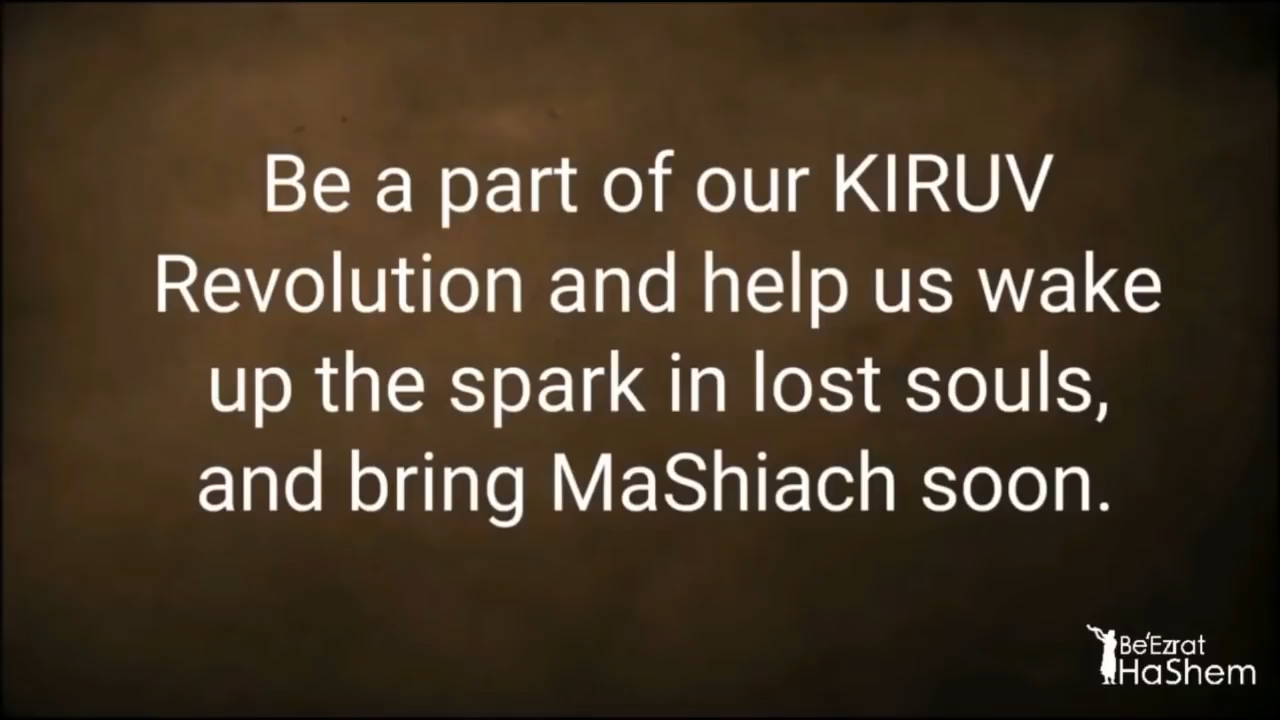 Be a part of our KIRUV
Revolution and help us wake
up the spark in lost souls,
and bring MaShiach soon.
Be'Ezrat
HaShem